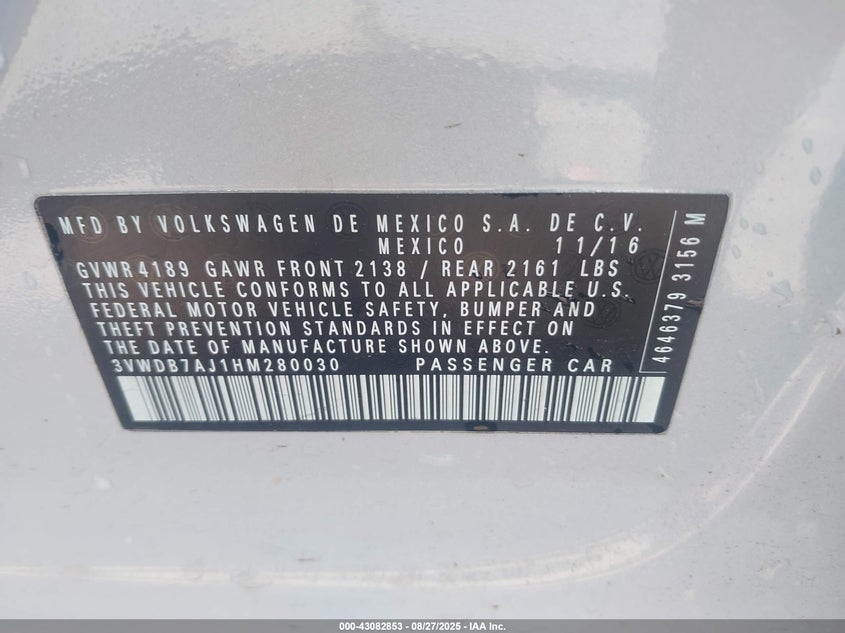 MFD BY VOLKSWAGEN DE MEXICO S.A. DE C.V.
MEXICO 11/16
GVWR 4189 GAWR FRONT 2138 / REAR 2161 LBS
THIS VEHICLE CONFORMS TO ALL APPLICABLE U.S.
FEDERAL MOTOR VEHICLE SAFETY, BUMPER AND
THEFT PREVENTION STANDARDS IN EFFECT ON
THE DATE OF MANUFACTURE SHOWN ABOVE.
3VWDB7AJ1HM280030 PASSENGER CAR
4646379 3156 M
000-43082853 - 08/27/2025 - IAA Inc.